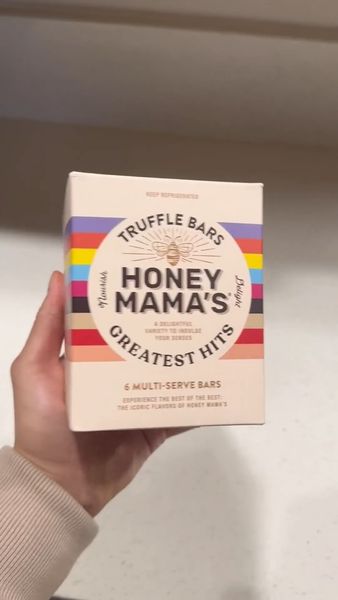 KEEP REFRIGERATED
TRUFFLE BARS
Nourish
Delight
HONEY
MAMA'S®
A DELIGHTFUL
VARIETY TO INDULGE
YOUR SENSES
GREATEST HITS
6 MULTI-SERVE BARS
EXPERIENCE THE BEST OF THE BEST:
THE ICONIC FLAVORS OF HONEY MAMA'S